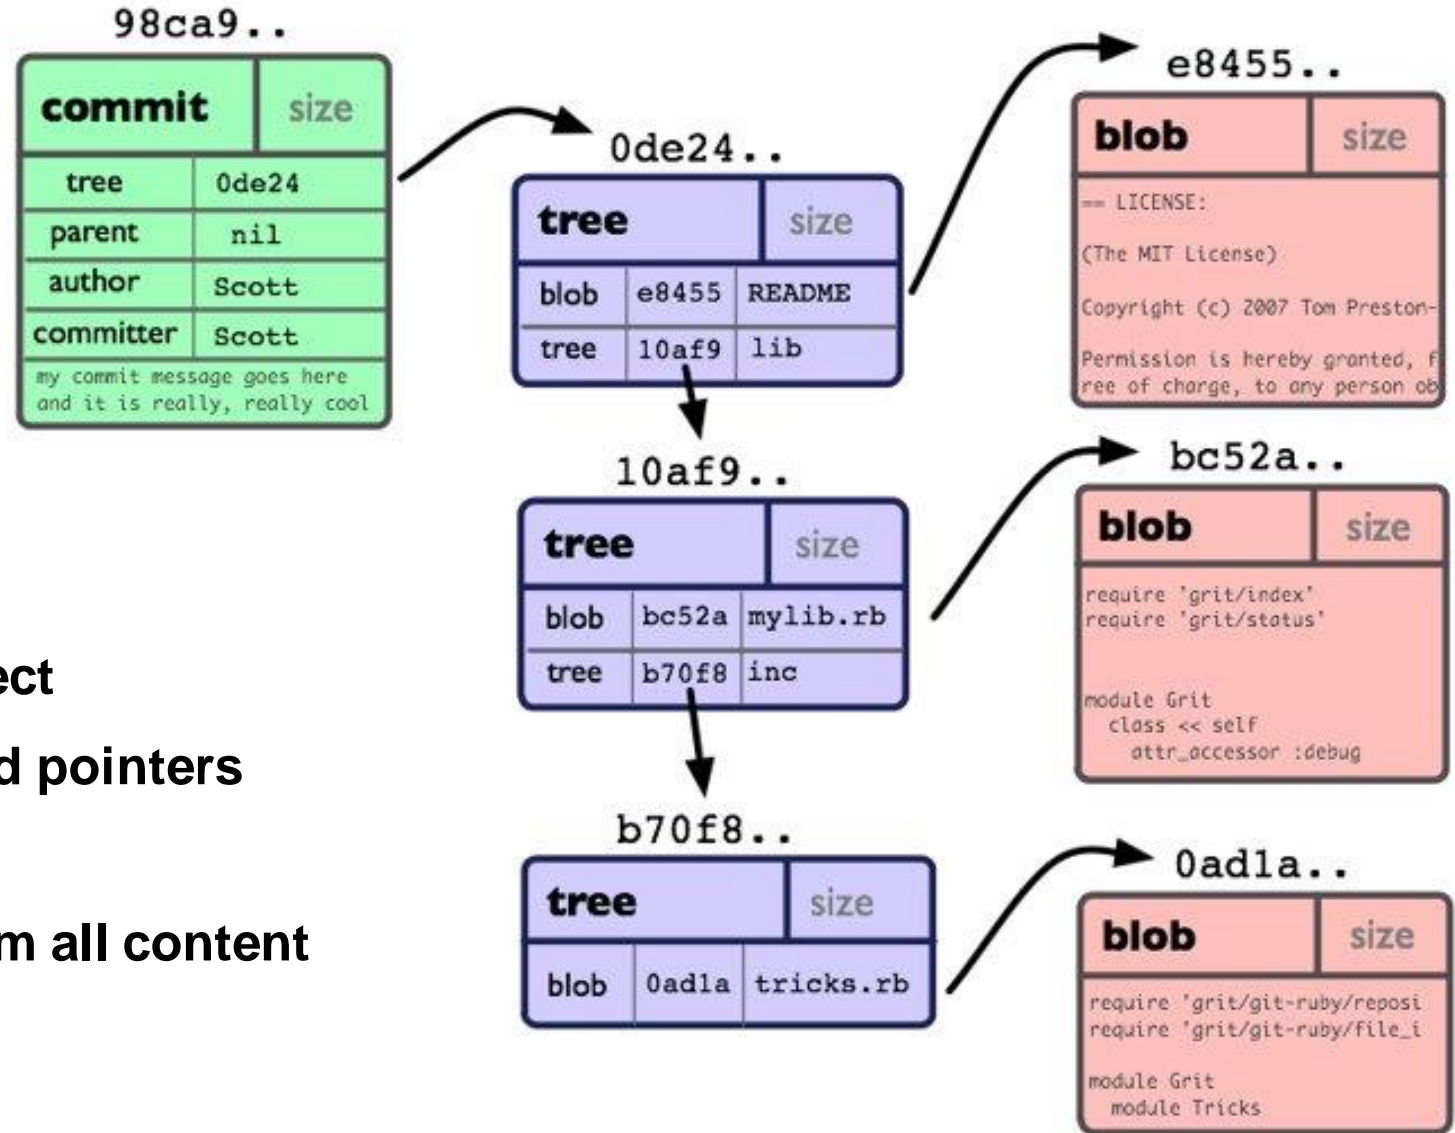 98ca9..
commit size
tree 0de24
parent nil
author Scott
committer Scott
my commit message goes here
and it is really, really cool
0de24..
tree size
blob e8455 README
tree 10af9 lib
e8455..
blob size
== LICENSE:
(The MIT License)
Copyright (c) 2007 Tom Preston-
Permission is hereby granted, f
ree of charge, to any person ob
10af9..
tree size
blob bc52a mylib.rb
tree b70f8 inc
bc52a..
blob size
require 'grit/index'
require 'grit/status'
module Grit
class << self
attr_accessor :debug
b70f8..
tree size
blob 0ad1a tricks.rb
0ad1a..
blob size
require 'grit/git-ruby/reposi
require 'grit/git-ruby/file_i
module Grit
module Tricks
ect
d pointers
m all content